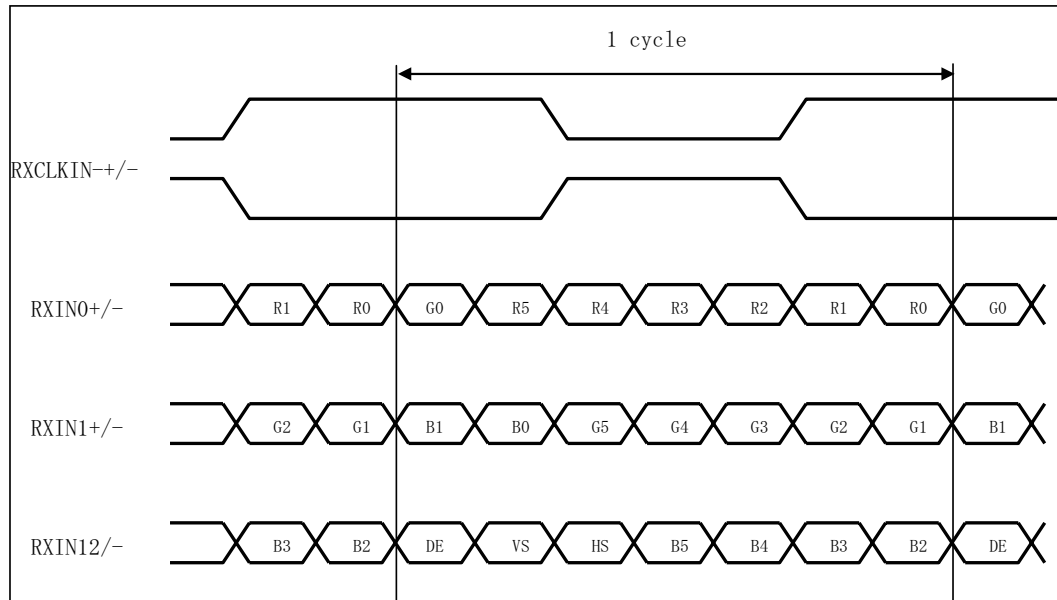 1 cycle
RXCLKIN-+/-
RXIN0+/- R1 R0 G0 R5 R4 R3 R2 R1 R0 G0
RXIN1+/- G2 G1 B1 B0 G5 G4 G3 G2 G1 B1
RXIN12/- B3 B2 DE VS HS B5 B4 B3 B2 DE